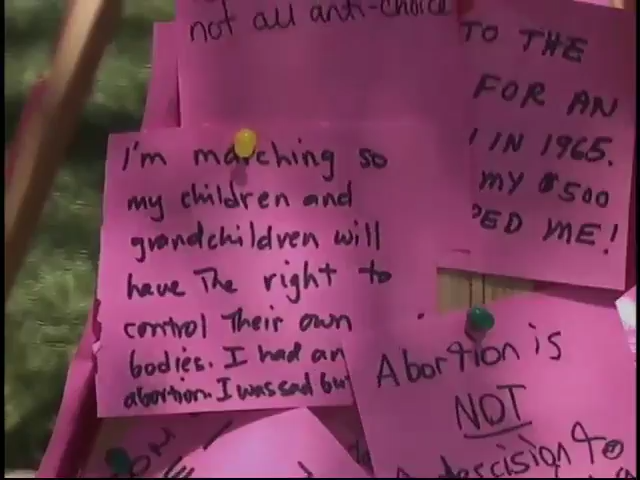 not all anti-choice
TO THE
FOR AN
IN 1965.
MY $500
PED ME!
I'm marching so
my children and
grandchildren will
have The right to
control Their own
bodies. I had an
abortion. I was sad but
Abortion is
NOT
descision to